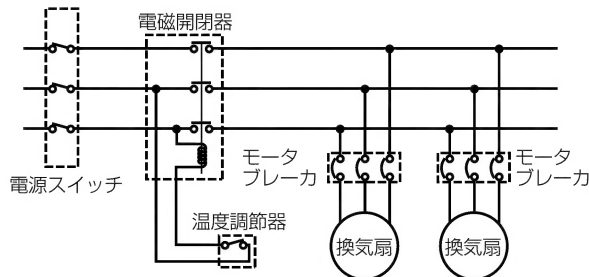 電磁開閉器
電源スイッチ
温度調節器
モータ
ブレーカ
モータ
ブレーカ
換気扇
換気扇